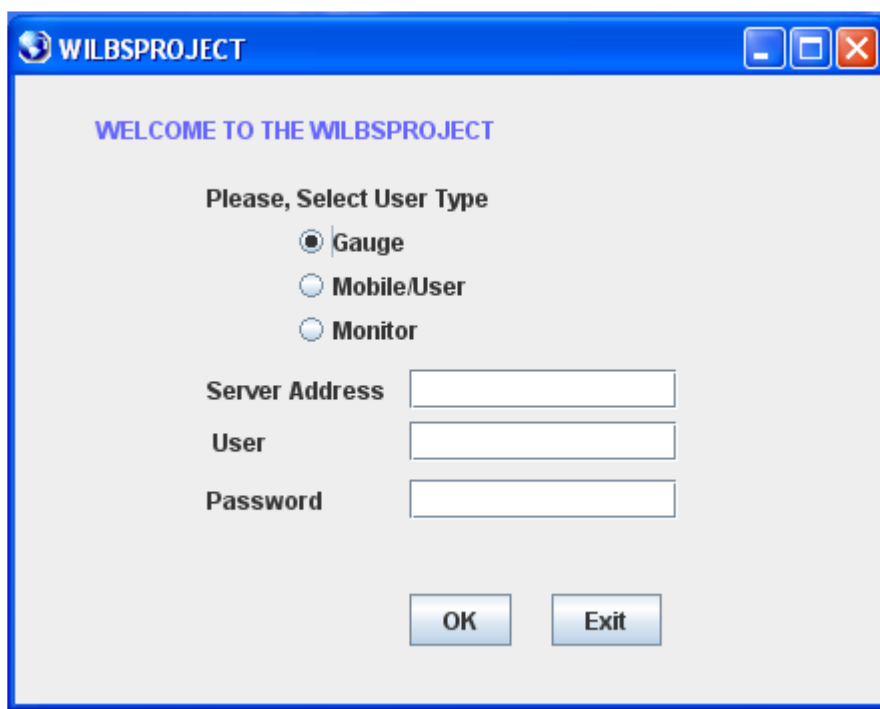 WILBSPROJECT
WELCOME TO THE WILBSPROJECT
Please, Select User Type
Gauge
Mobile/User
Monitor
Server Address
User
Password
OK Exit